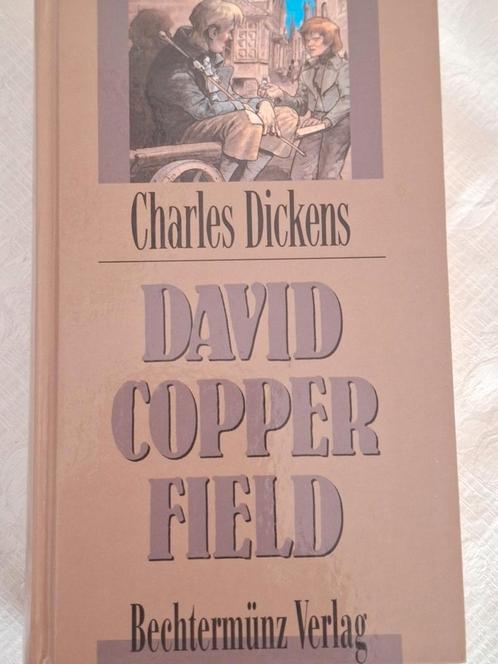 Charles Dickens
DAVID
COPPER
FIELD
Bechtermünz Verlag